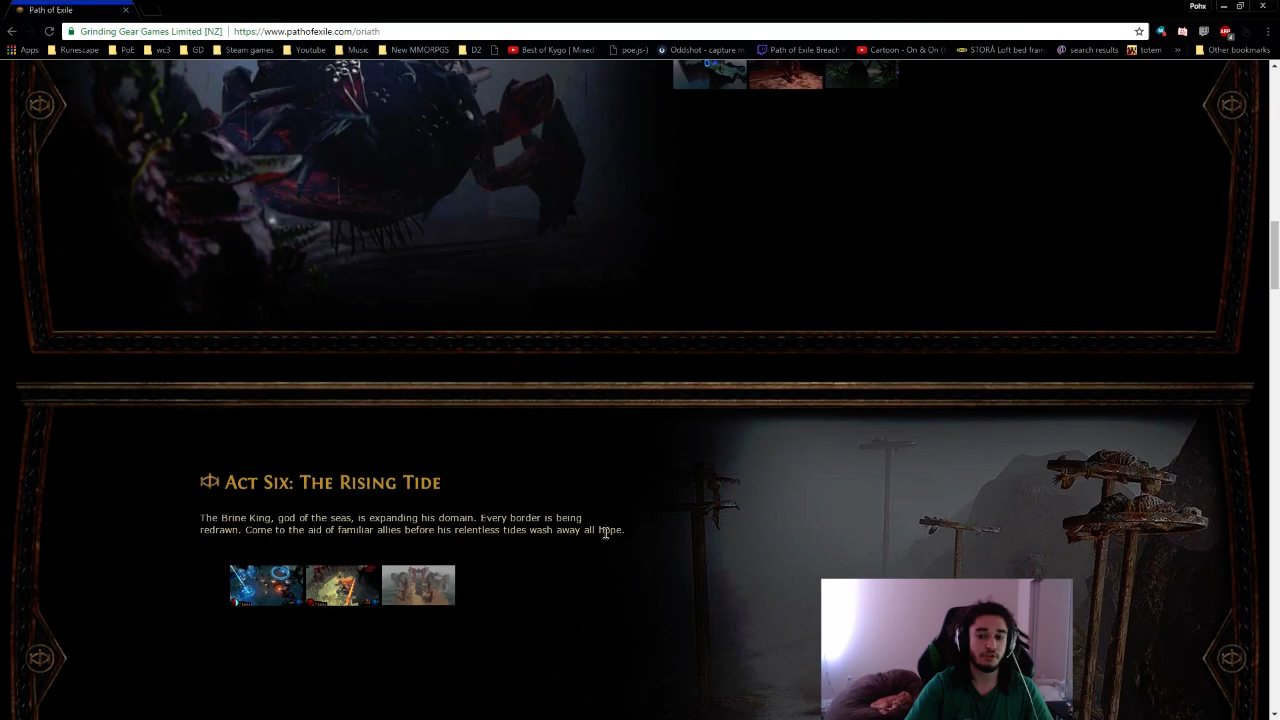 Path of Exile
Pohx
Grinding Gear Games Limited [NZ] https://www.pathofexile.com/oriath
Apps Runescape PoE wc3 GD Steam games Youtube Music New MMORPGS D2 Best of Kygo | Mixed poe.js-) Oddshot - capture m Path of Exile Breach Cartoon - On & On ( STORÅ Loft bed fram search results totem » Other bookmarks
Act Six: The Rising Tide
The Brine King, god of the seas, is expanding his domain. Every border is being
redrawn. Come to the aid of familiar allies before his relentless tides wash away all hope.